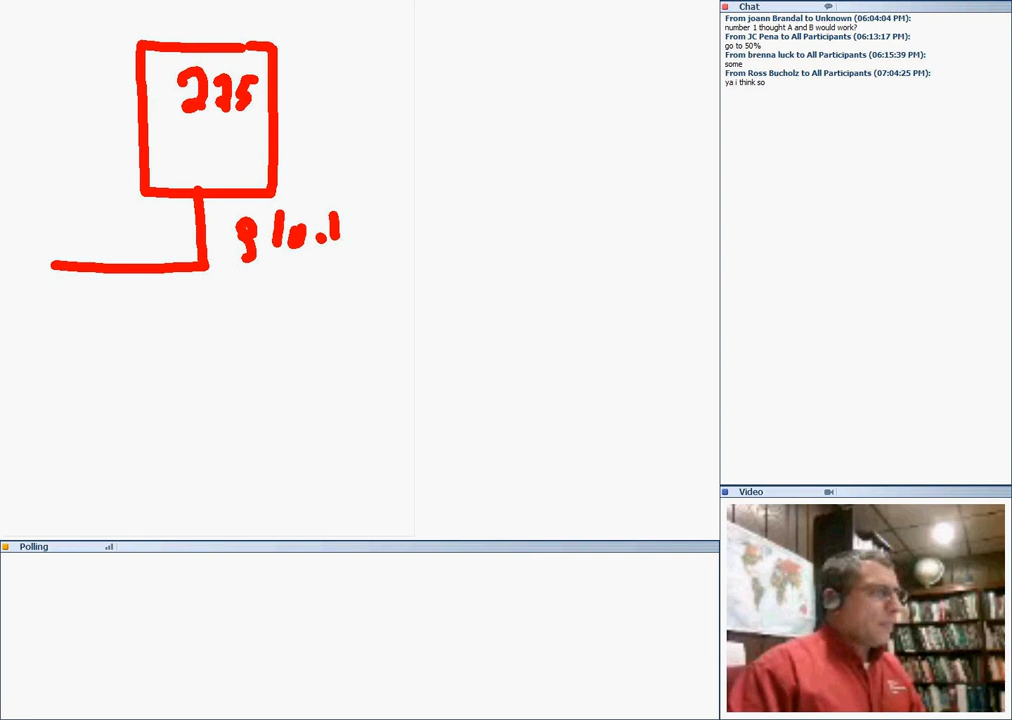 275
910.1
Chat
From joann Brandal to Unknown (06:04:04 PM):
number 1 thought A and B would work?
From JC Pena to All Participants (06:13:17 PM):
go to 50%
From brenna luck to All Participants (06:15:39 PM):
some
From Ross Bucholz to All Participants (07:04:25 PM):
ya i think so
Video
Polling